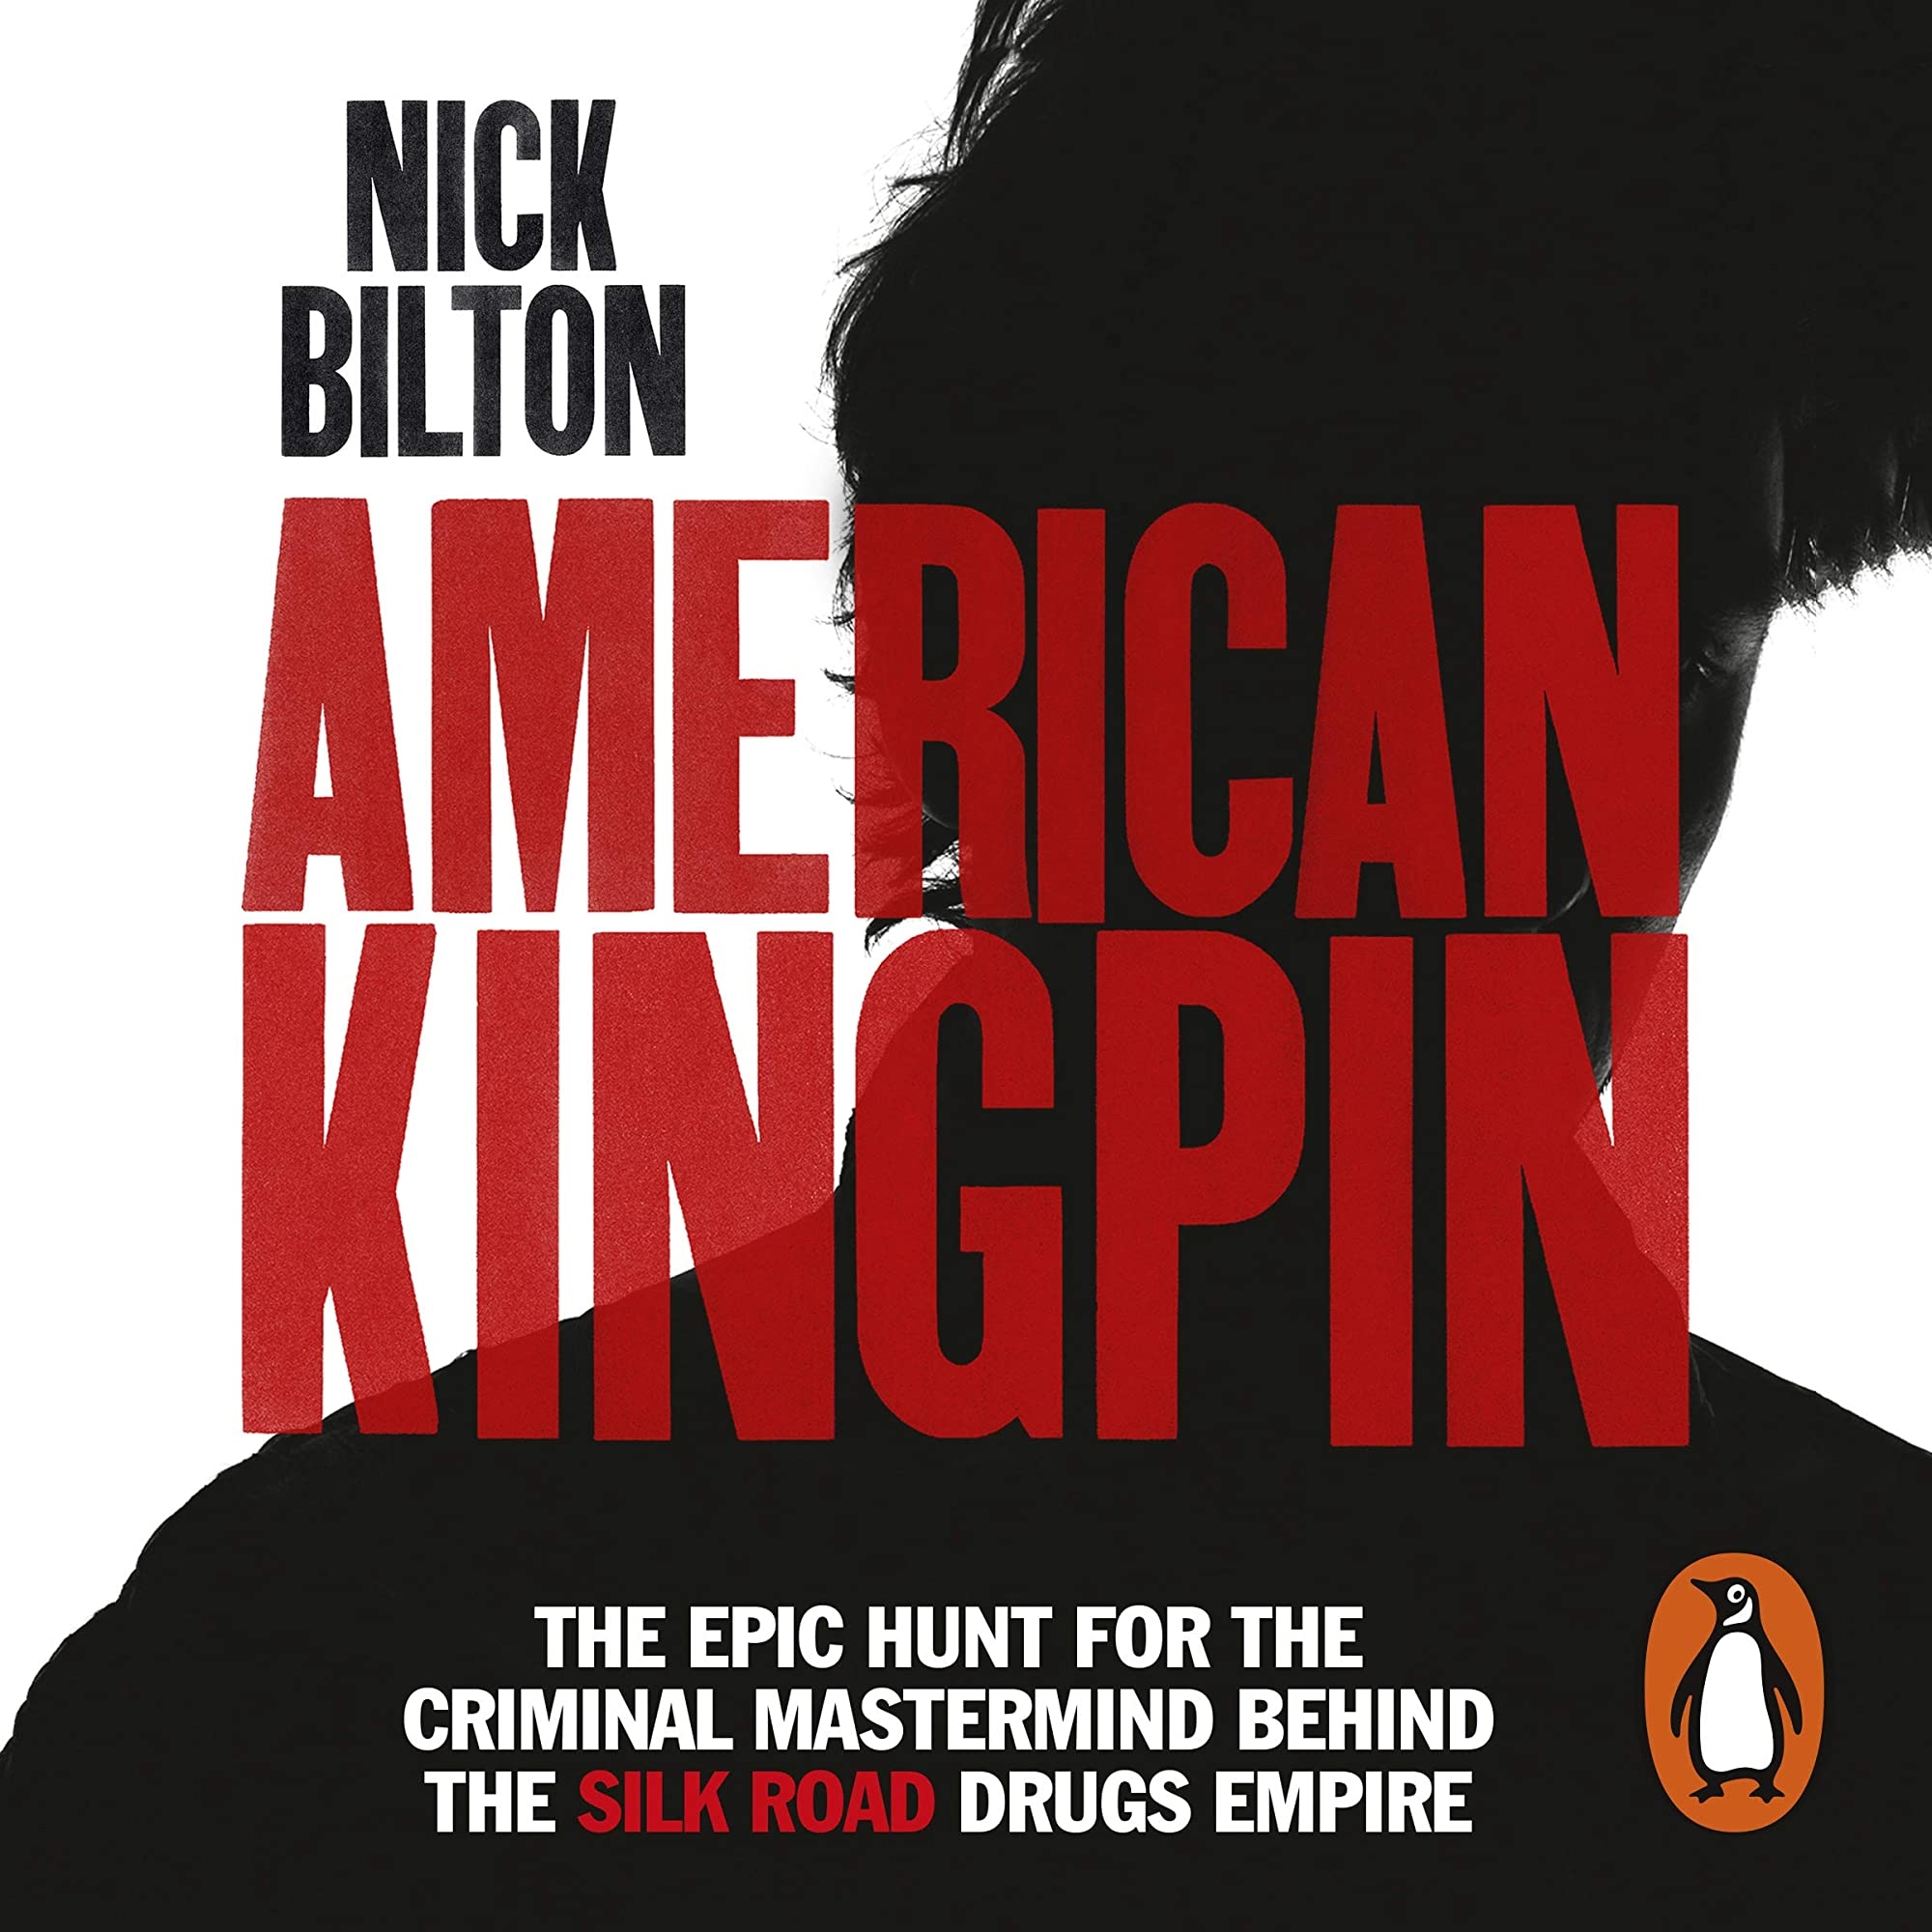 NICK
BILTON
AMERICAN
KINGPIN
THE EPIC HUNT FOR THE
CRIMINAL MASTERMIND BEHIND
THE SILK ROAD DRUGS EMPIRE